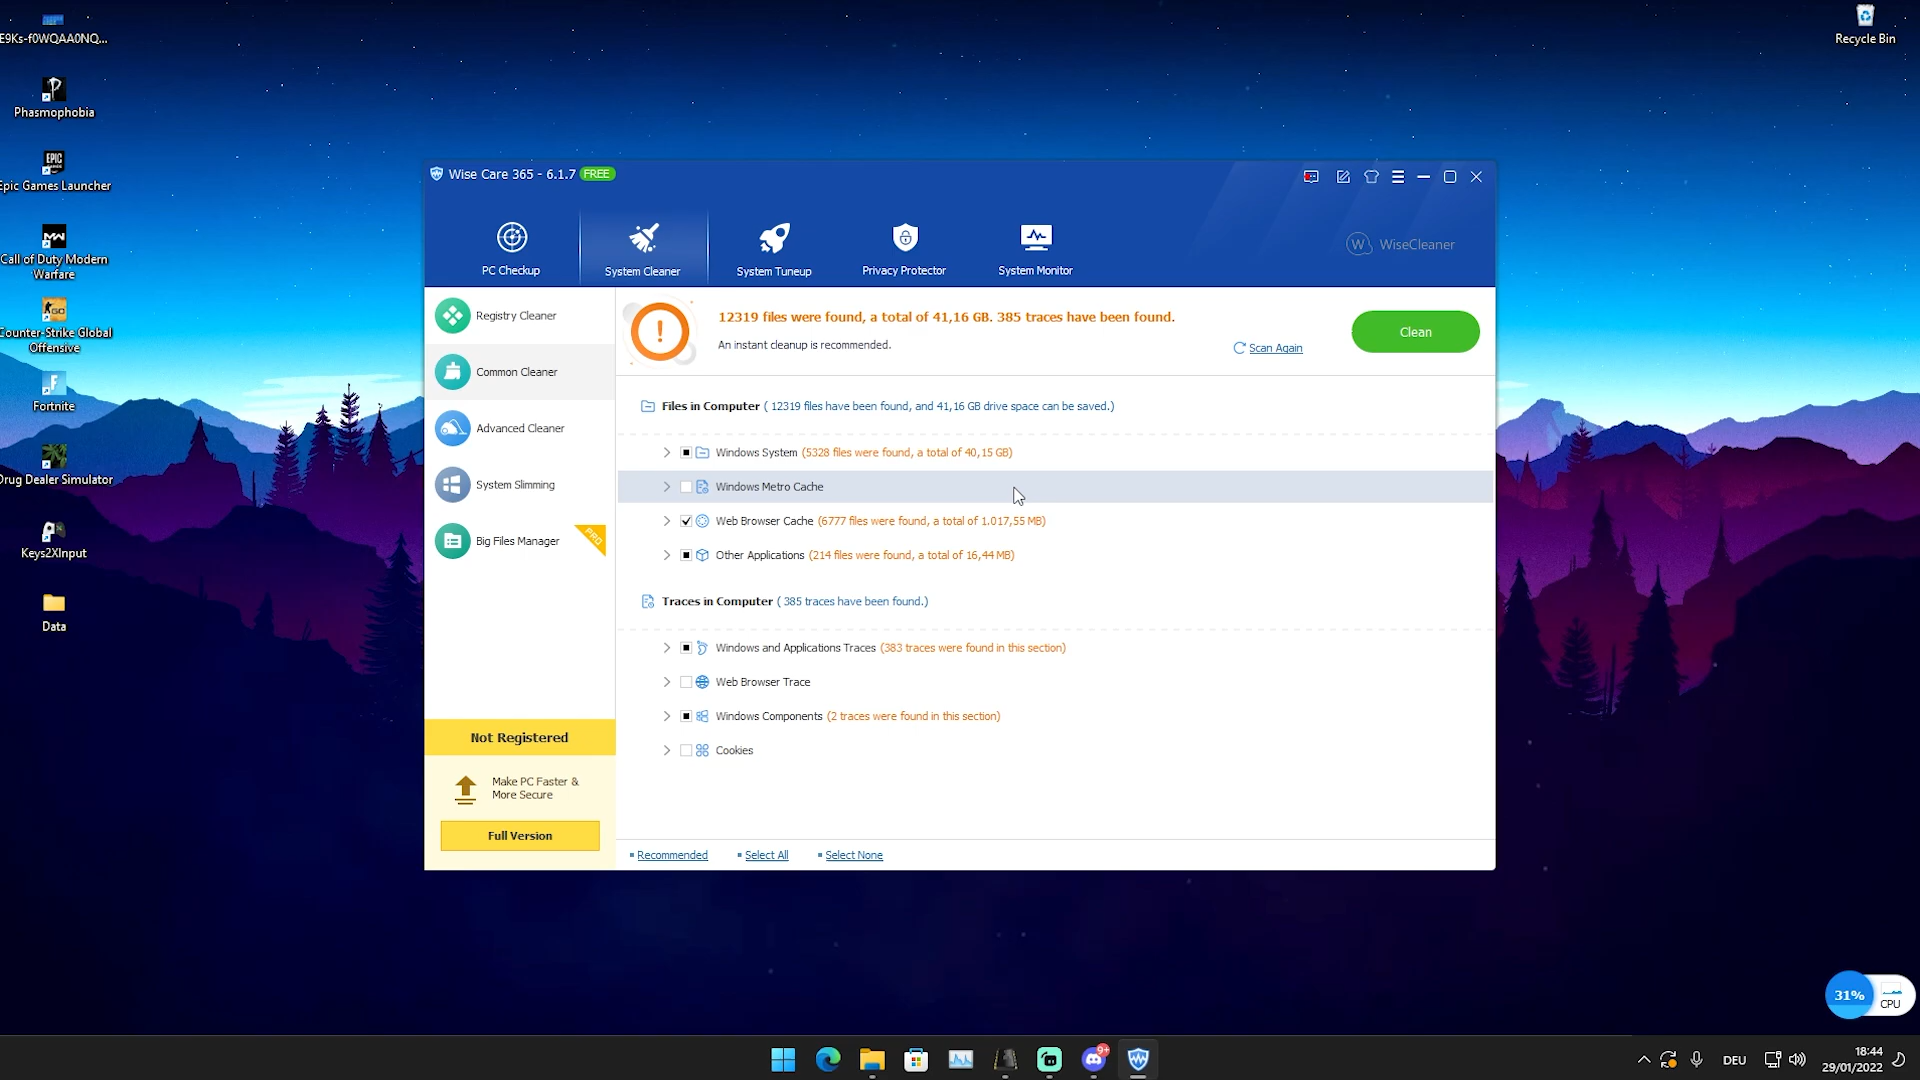 E9Ks-f0WQAA0NQ...
Phasmophobia
Epic Games Launcher
Call of Duty Modern
Warfare
Counter-Strike Global
Offensive
Fortnite
Drug Dealer Simulator
Keys2XInput
Data
Recycle Bin
Wise Care 365 - 6.1.7 FREE
PC Checkup
System Cleaner
System Tuneup
Privacy Protector
System Monitor
W WiseCleaner
Registry Cleaner
Common Cleaner
Advanced Cleaner
System Slimming
Big Files Manager
PRO
12319 files were found, a total of 41,16 GB. 385 traces have been found.
An instant cleanup is recommended.
Scan Again
Clean
Files in Computer ( 12319 files have been found, and 41,16 GB drive space can be saved.)
Windows System (5328 files were found, a total of 40,15 GB)
Windows Metro Cache
Web Browser Cache (6777 files were found, a total of 1.017,55 MB)
Other Applications (214 files were found, a total of 16,44 MB)
Traces in Computer ( 385 traces have been found.)
Windows and Applications Traces (383 traces were found in this section)
Web Browser Trace
Windows Components (2 traces were found in this section)
Cookies
Not Registered
Make PC Faster &
More Secure
Full Version
Recommended
Select All
Select None
31%
CPU
9+
DEU
18:44
29/01/2022